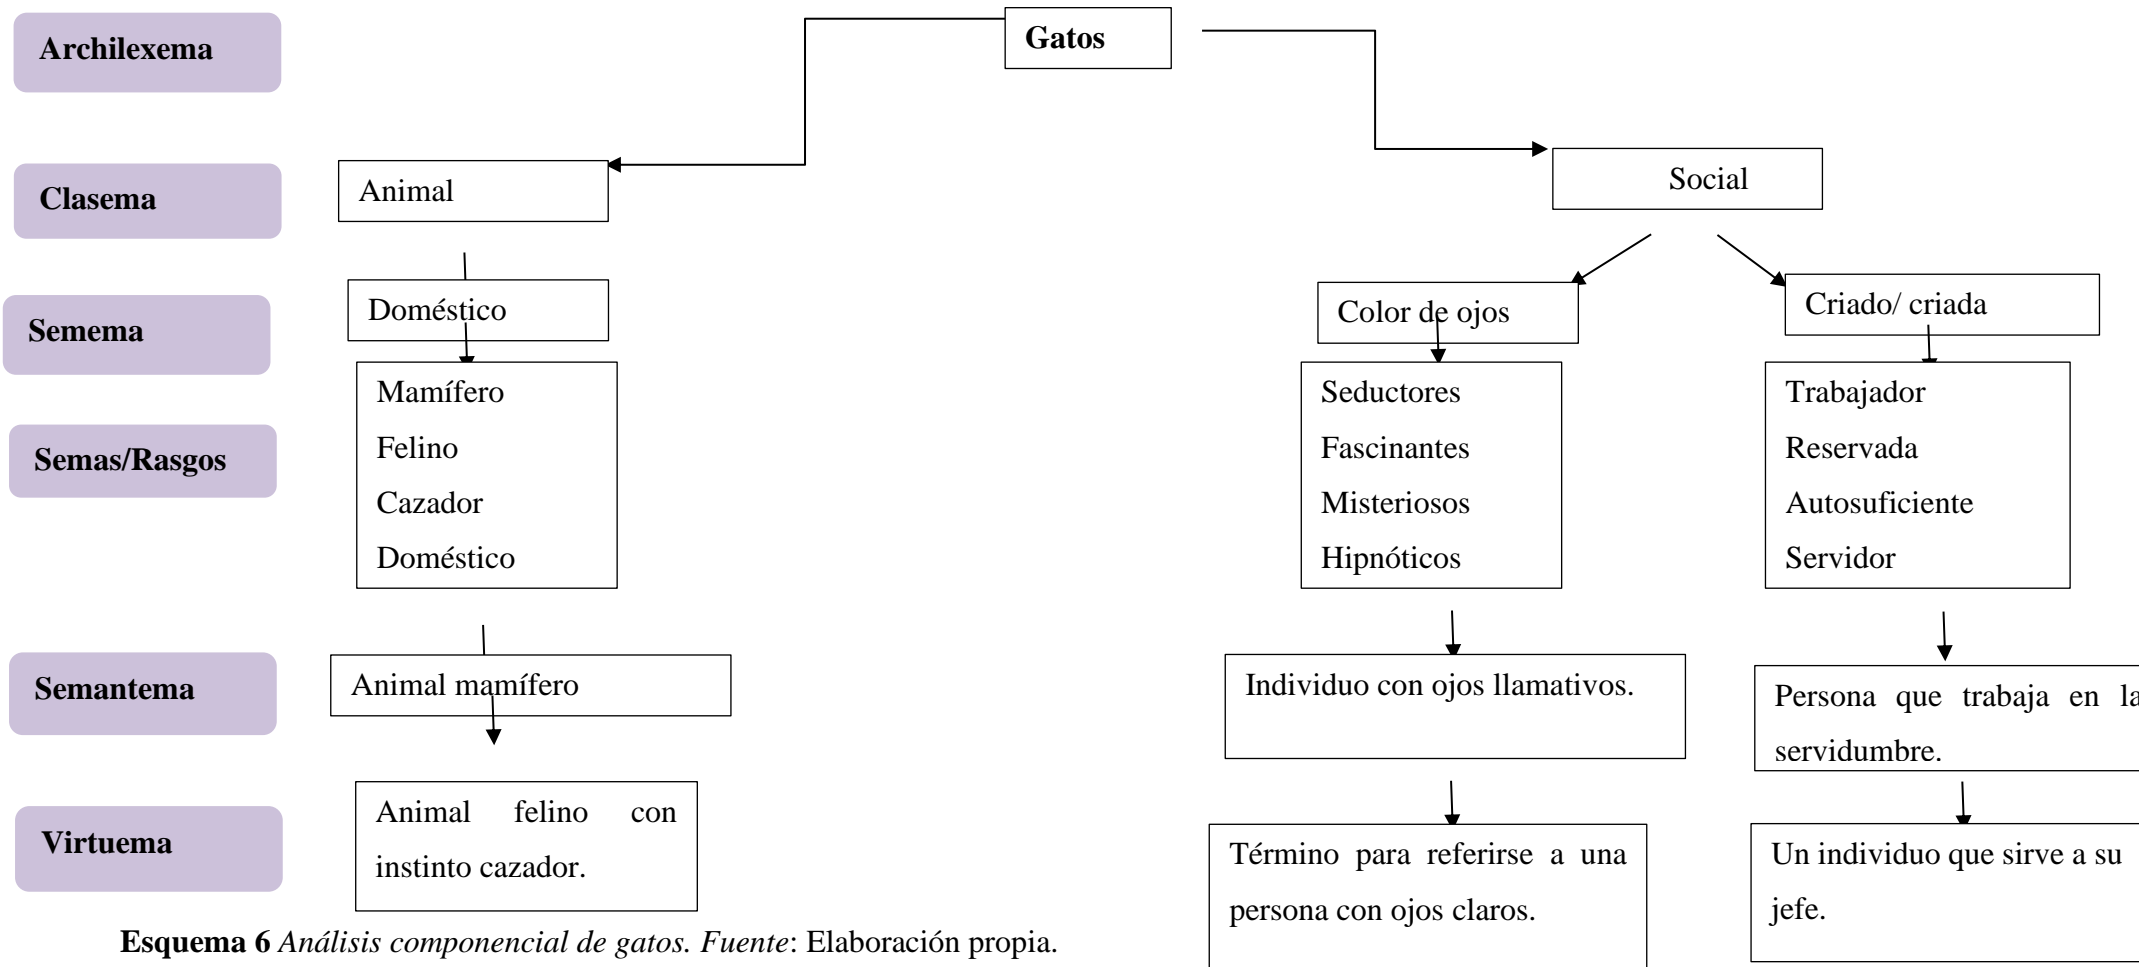 Archilexema
Gatos
Clasema
Animal
Social
Semema
Doméstico
Color de ojos
Criado/ criada
Semas/Rasgos
Mamífero
Felino
Cazador
Doméstico
Seductores
Fascinantes
Misteriosos
Hipnóticos
Trabajador
Reservada
Autosuficiente
Servidor
Semantema
Animal mamífero
Individuo con ojos llamativos.
Persona que trabaja en la
servidumbre.
Virtuema
Animal felino con
instinto cazador.
Término para referirse a una
persona con ojos claros.
Un individuo que sirve a su
jefe.
Esquema 6 Análisis componencial de gatos. Fuente: Elaboración propia.